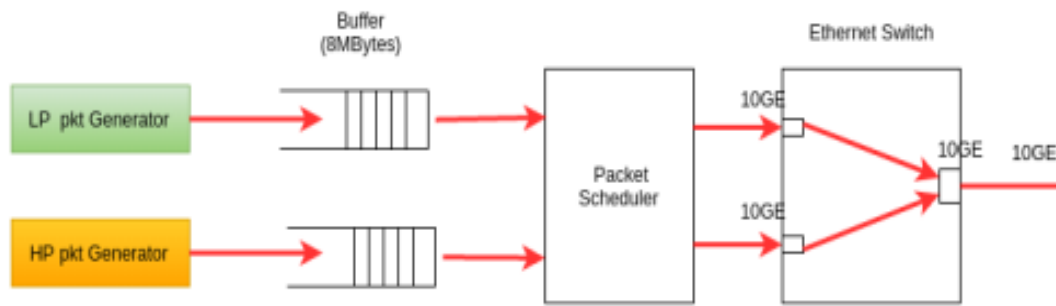 Buffer
(8MBytes)
Ethernet Switch
LP pkt Generator
10GE
10GE
10GE
Packet
Scheduler
10GE
HP pkt Generator